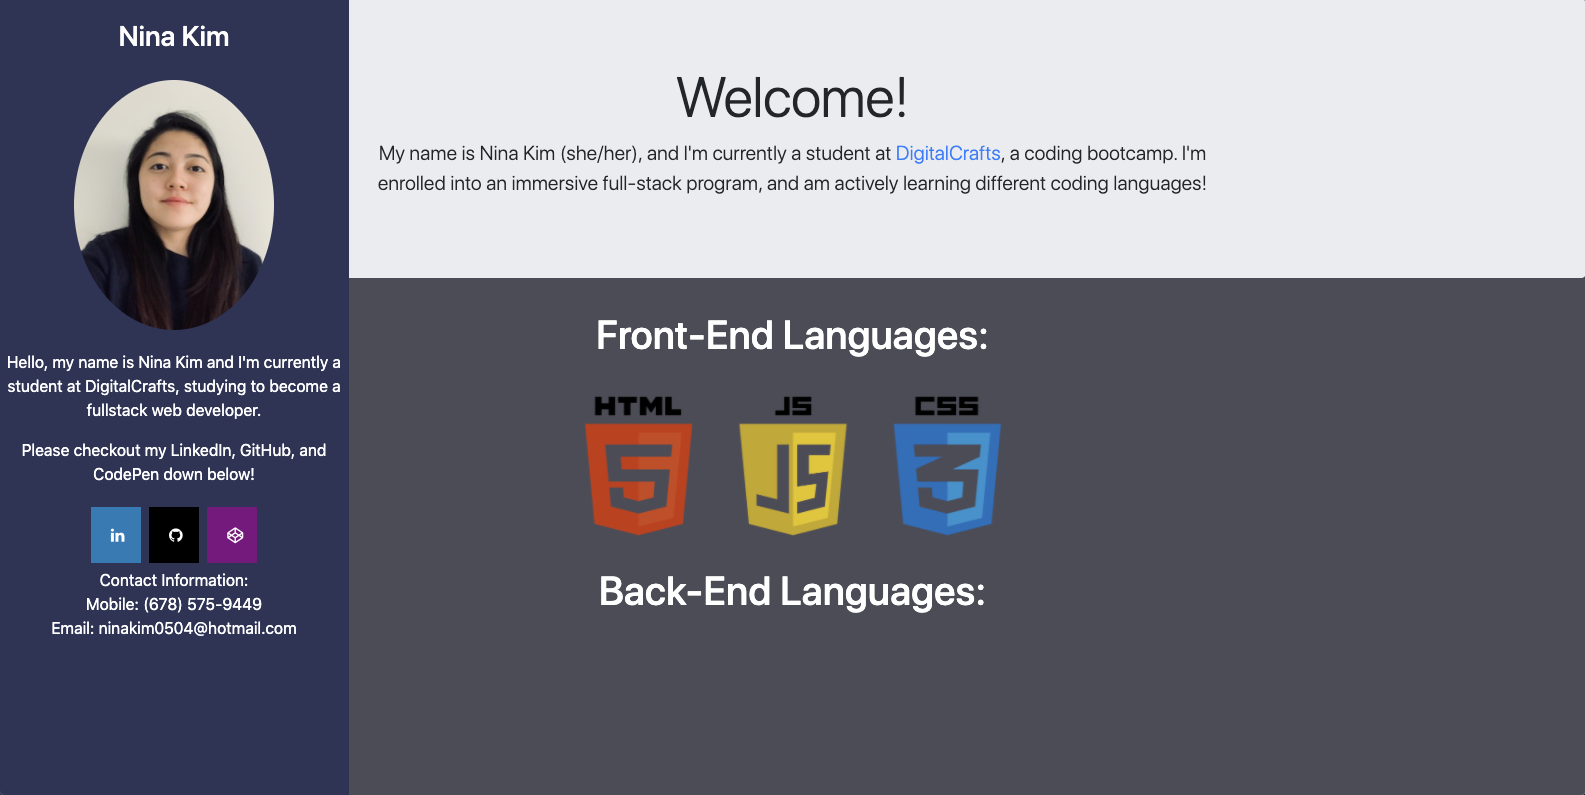 Nina Kim
Hello, my name is Nina Kim and I'm currently a
student at DigitalCrafts, studying to become a
fullstack web developer.
Please checkout my LinkedIn, GitHub, and
CodePen down below!
in
Contact Information:
Mobile: (678) 575-9449
Email: ninakim0504@hotmail.com
Welcome!
My name is Nina Kim (she/her), and I'm currently a student at DigitalCrafts, a coding bootcamp. I'm
enrolled into an immersive full-stack program, and am actively learning different coding languages!
Front-End Languages:
HTML JS CSS
5 JS 3
Back-End Languages: